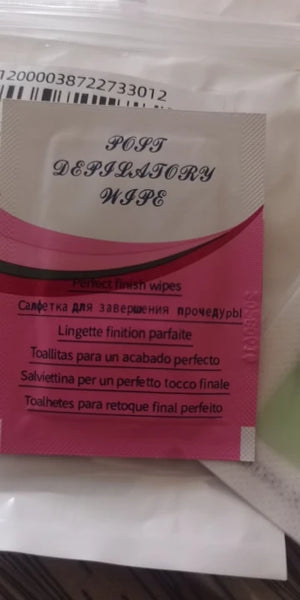 12000038722733012
POST
DEPILATORY
WIPE
Perfect finish wipes
Салфетка для завершения процедуры
Lingette finition parfaite
Toallitas para un acabado perfecto
Salviettina per un perfetto tocco finale
Toalhetes para retoque final perfeito